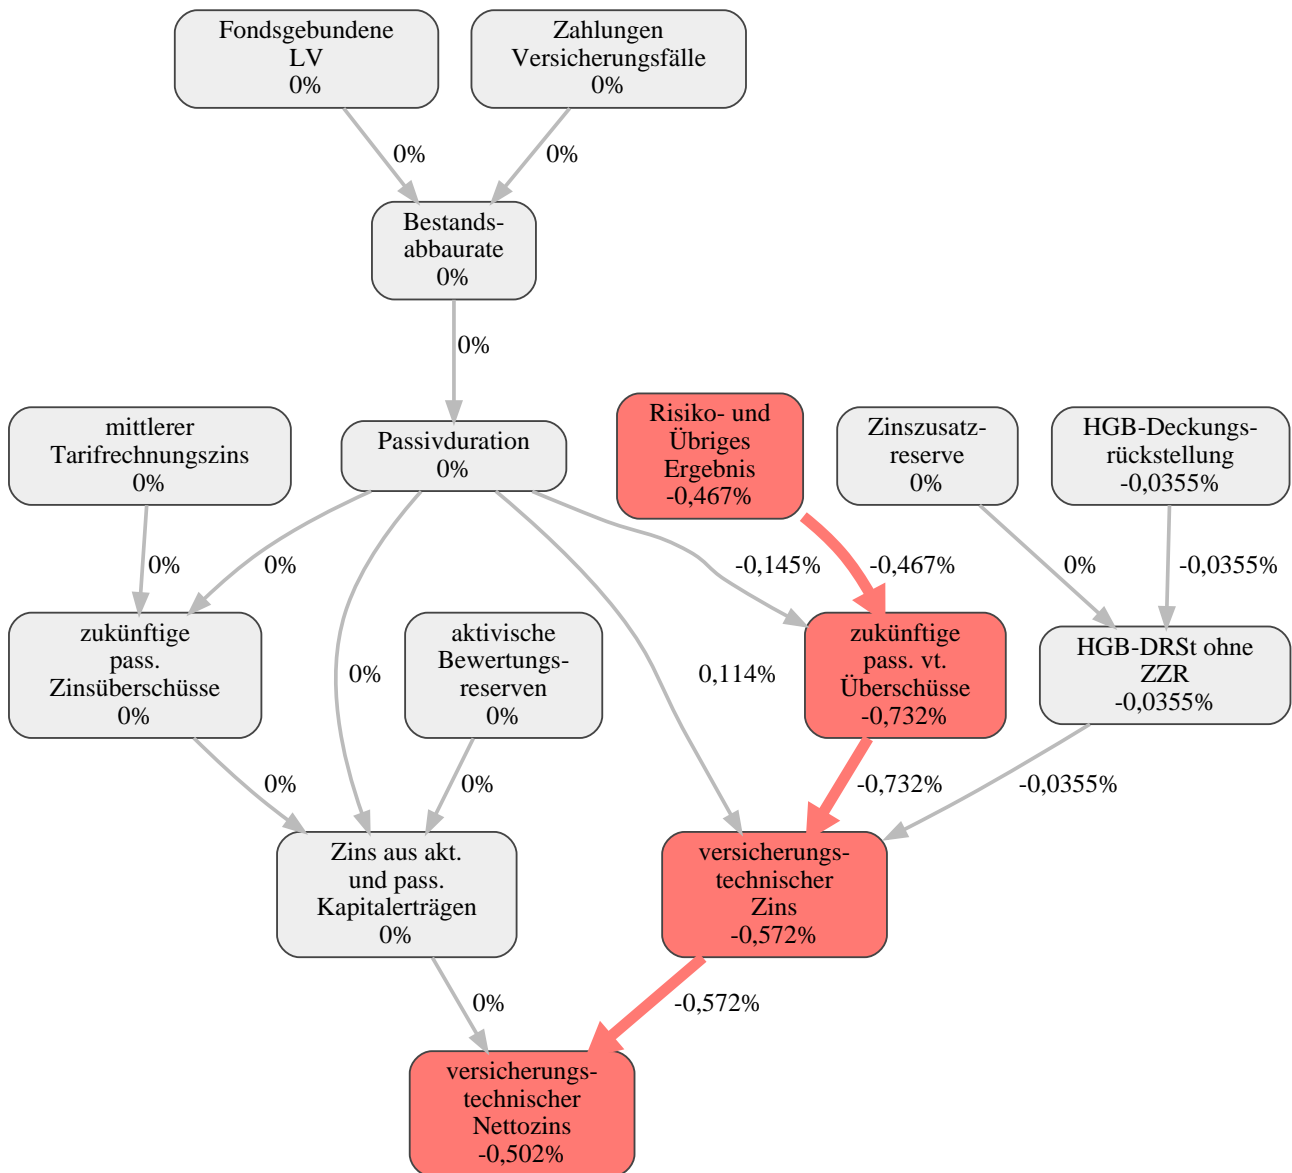 Fondsgebundene
LV
0%
Zahlungen
Versicherungsfälle
0%
0%
0%
Bestands-
abbaurate
0%
0%
mittlerer
Tarifrechnungszins
0%
Passivduration
0%
Risiko- und
Übriges
Ergebnis
-0,467%
Zinszusatz-
reserve
0%
HGB-Deckungs-
rückstellung
-0,0355%
0%
0%
-0,145%
-0,467%
0%
-0,0355%
zukünftige
pass.
Zinsüberschüsse
0%
0%
aktivische
Bewertungs-
reserven
0%
0,114%
zukünftige
pass. vt.
Überschüsse
-0,732%
HGB-DRSt ohne
ZZR
-0,0355%
0%
0%
-0,732%
-0,0355%
Zins aus akt.
und pass.
Kapitalerträgen
0%
versicherungs-
technischer
Zins
-0,572%
0%
-0,572%
versicherungs-
technischer
Nettozins
-0,502%